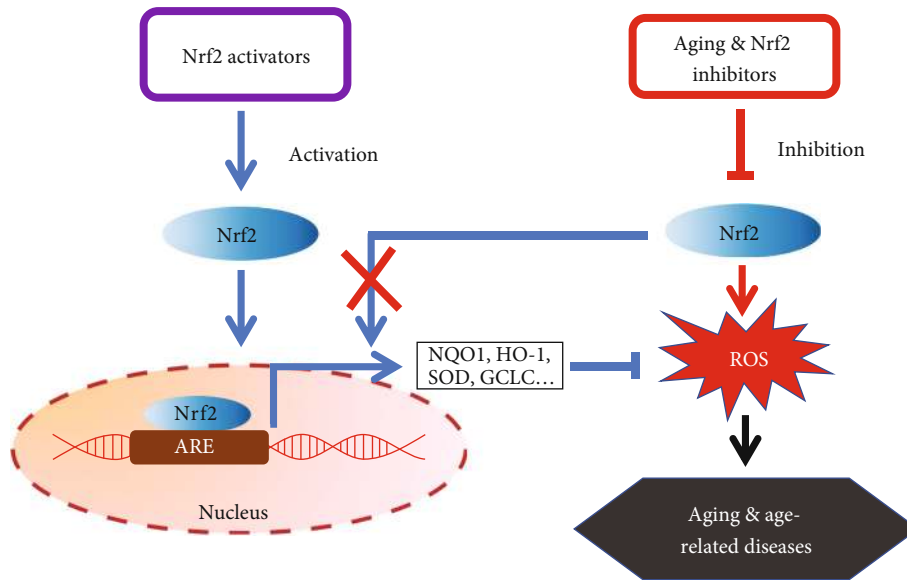 Nrf2 activators
Aging & Nrf2
inhibitors
Activation
Inhibition
Nrf2
Nrf2
NQO1, HO-1,
SOD, GCLC...
ROS
Nrf2
ARE
Nucleus
Aging & age-
related diseases